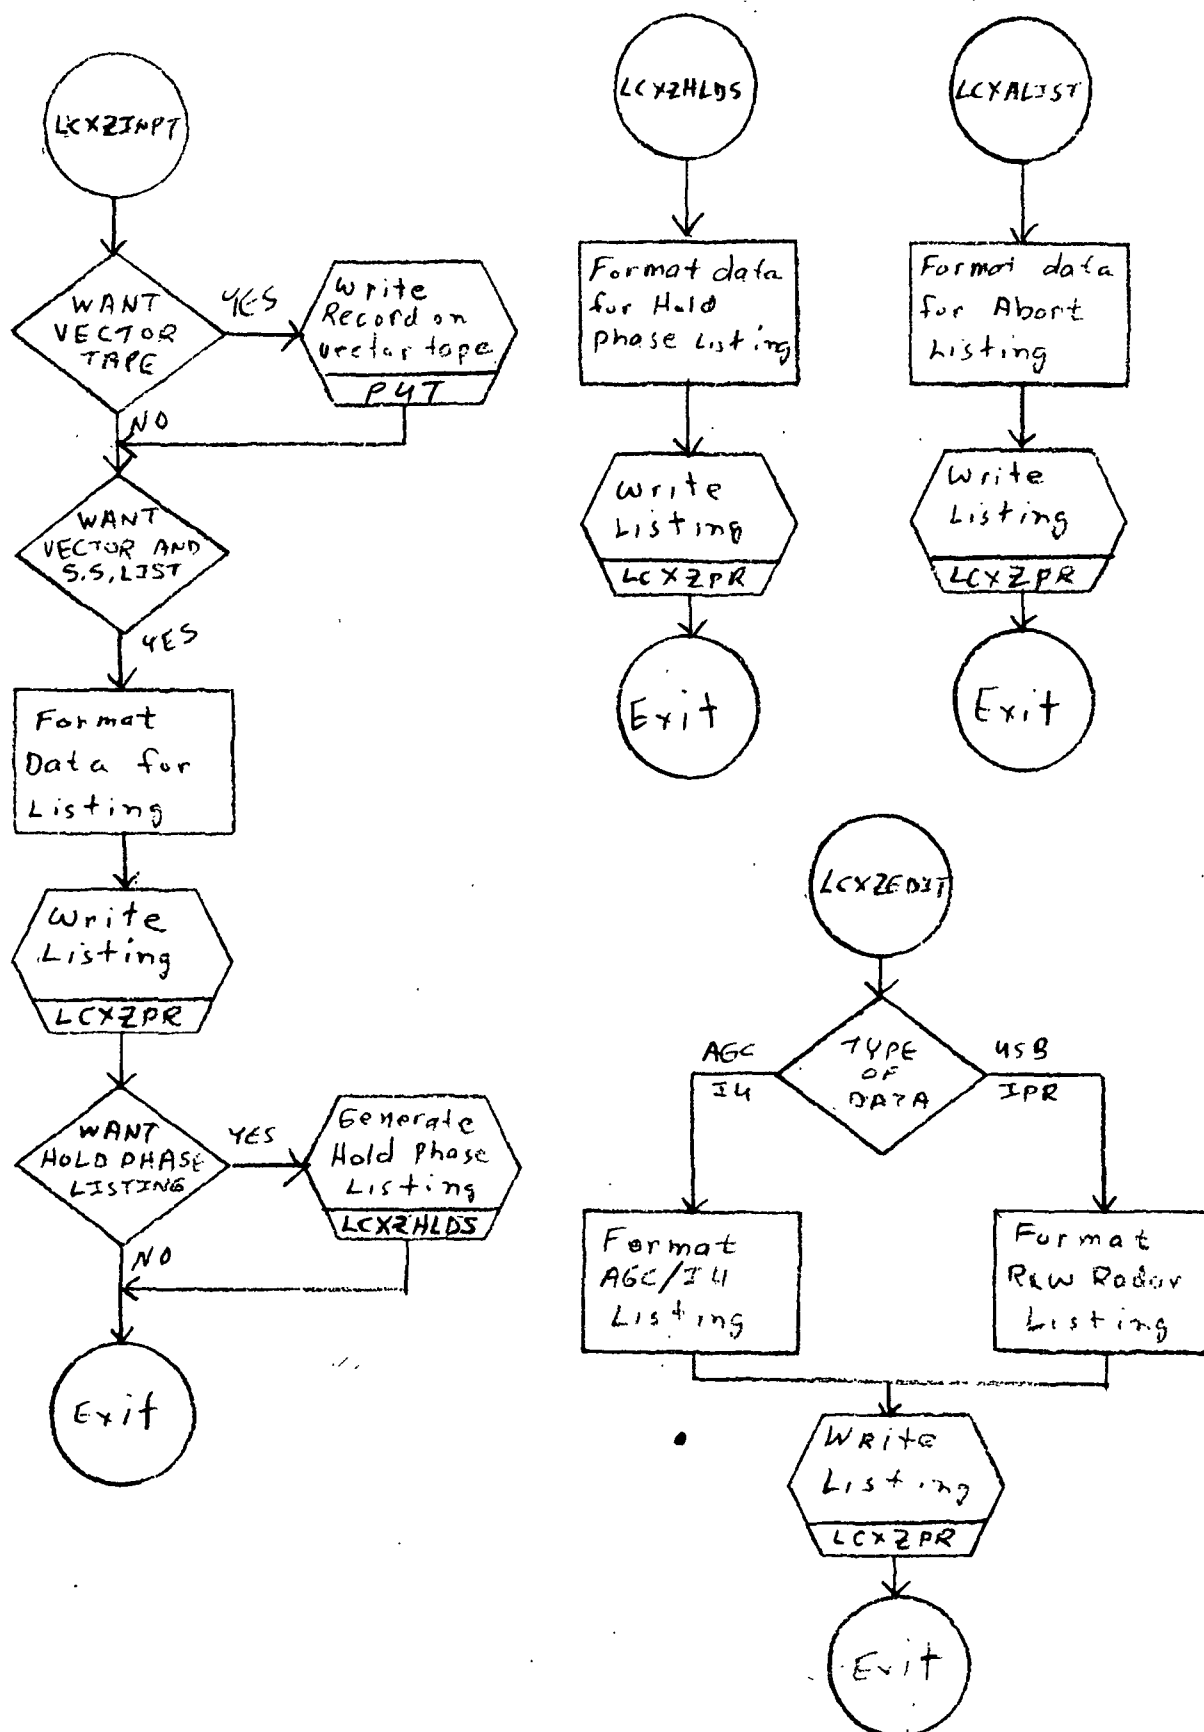 LCXZINPT
WANT
VECTOR
TAPE
YES
Write
Record on
vector tape
PUT
NO
WANT
VECTOR AND
S.S. LIST
YES
Format
Data for
Listing
Write
Listing
LCXZPR
WANT
HOLD PHASE
LISTING
YES
Generate
Hold phase
Listing
LCXZHLDS
NO
Exit
LCXZHLDS
Format data
for Hold
phase Listing
Write
Listing
LCXZPR
Exit
LCXALIST
Format data
for Abort
Listing
Write
Listing
LCXZPR
Exit
LCXZEDIT
TYPE
OF
DATA
AGC
IU
USB
IPR
Format
AGC/IU
Listing
Format
Raw Radar
Listing
Write
Listing
LCXZPR
Exit